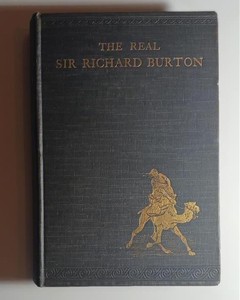 THE REAL
SIR RICHARD BURTON